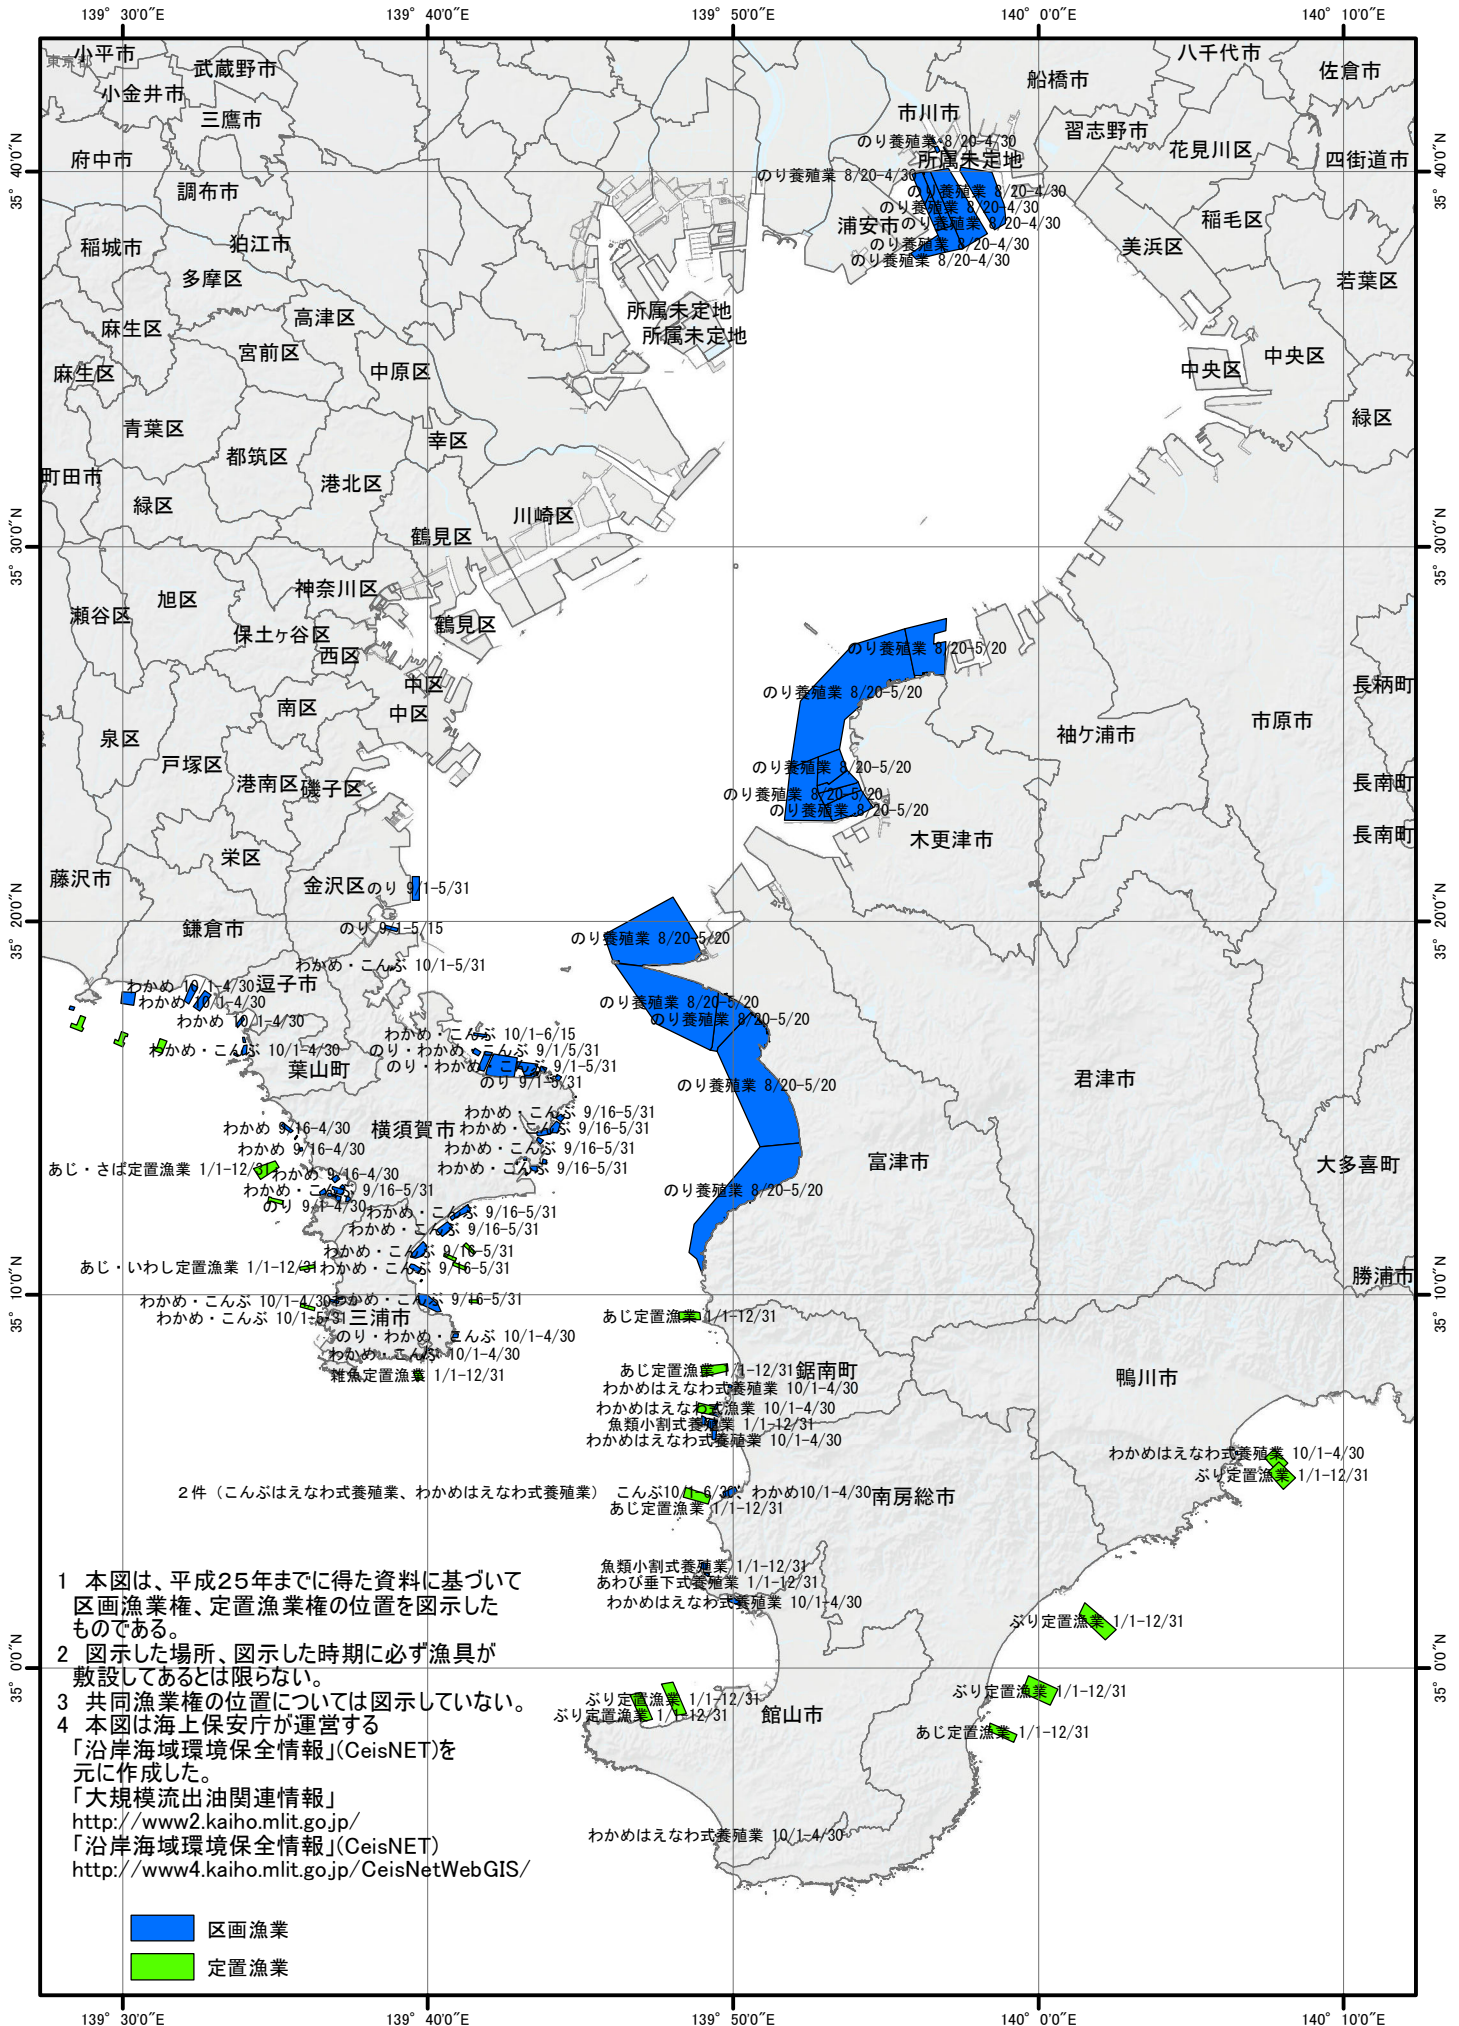 139° 30′0″E
139° 40′0″E
139° 50′0″E
140° 0′0″E
140° 10′0″E
小平市
東京都
武蔵野市
小金井市
三鷹市
府中市
調布市
稲城市
狛江市
多摩区
高津区
麻生区
宮前区
麻生区
中原区
青葉区
都筑区
幸区
町田市
港北区
緑区
川崎区
鶴見区
神奈川区
旭区
瀬谷区
保土ヶ谷区
鶴見区
西区
中区
中区
南区
泉区
戸塚区
港南区
磯子区
栄区
藤沢市
金沢区
鎌倉市
逗子市
葉山町
横須賀市
三浦市
八千代市
船橋市
佐倉市
市川市
習志野市
花見川区
四街道市
所属未定地
浦安市
稲毛区
美浜区
若葉区
所属未定地
所属未定地
中央区
中央区
緑区
長柄町
市原市
袖ケ浦市
長南町
長南町
木更津市
君津市
富津市
大多喜町
勝浦市
鋸南町
鴨川市
南房総市
館山市
のり養殖業 8/20-4/30
のり養殖業 8/20-4/30
のり養殖業 8/20-4/30
のり養殖業 8/20-4/30
のり養殖業 8/20-4/30
のり養殖業 8/20-4/30
のり養殖業 8/20-4/30
のり養殖業 8/20-5/20
のり養殖業 8/20-5/20
のり養殖業 8/20-5/20
のり養殖業 8/20-5/20
のり養殖業 8/20-5/20
のり養殖業 8/20-5/20
のり養殖業 8/20-5/20
のり養殖業 8/20-5/20
のり養殖業 8/20-5/20
のり養殖業 8/20-5/20
のり 9/1-5/31
のり 9/1-5/15
わかめ・こんぶ 10/1-5/31
わかめ 10/1-4/30
わかめ 10/1-4/30
わかめ 10/1-4/30
わかめ・こんぶ 10/1-4/30
わかめ・こんぶ 10/1-6/15
のり・わかめ・こんぶ 9/1/5/31
のり・わかめ・こんぶ 9/1-5/31
のり 9/1-5/31
わかめ・こんぶ 9/16-5/31
わかめ 9/16-4/30
わかめ・こんぶ 9/16-5/31
わかめ 9/16-4/30
わかめ・こんぶ 9/16-5/31
あじ・さば定置漁業 1/1-12/31
わかめ 9/16-4/30
わかめ・こんぶ 9/16-5/31
わかめ・こんぶ 9/16-5/31
のり 9/1-4/30
わかめ・こんぶ 9/16-5/31
わかめ・こんぶ 9/16-5/31
わかめ・こんぶ 9/16-5/31
あじ・いわし定置漁業 1/1-12/31
わかめ・こんぶ 9/16-5/31
わかめ・こんぶ 10/1-4/30
わかめ・こんぶ 9/16-5/31
わかめ・こんぶ 10/1-5/31
のり・わかめ・こんぶ 10/1-4/30
わかめ・こんぶ 10/1-4/30
雑魚定置漁業 1/1-12/31
あじ定置漁業 1/1-12/31
あじ定置漁業 1/1-12/31
わかめはえなわ式養殖業 10/1-4/30
わかめはえなわ式漁業 10/1-4/30
魚類小割式養殖業 1/1-12/31
わかめはえなわ式養殖業 10/1-4/30
わかめはえなわ式養殖業 10/1-4/30
ぶり定置漁業 1/1-12/31
２件（こんぶはえなわ式養殖業、わかめはえなわ式養殖業） こんぶ10/1-6/30、わかめ10/1-4/30
あじ定置漁業 1/1-12/31
魚類小割式養殖業 1/1-12/31
あわび垂下式養殖業 1/1-12/31
わかめはえなわ式養殖業 10/1-4/30
ぶり定置漁業 1/1-12/31
ぶり定置漁業 1/1-12/31
あじ定置漁業 1/1-12/31
ぶり定置漁業 1/1-12/31
ぶり定置漁業 1/1-12/31
わかめはえなわ式養殖業 10/1-4/30
1 本図は、平成25年までに得た資料に基づいて
区画漁業権、定置漁業権の位置を図示した
ものである。
2 図示した場所、図示した時期に必ず漁具が
敷設してあるとは限らない。
3 共同漁業権の位置については図示していない。
4 本図は海上保安庁が運営する
「沿岸海域環境保全情報」(CeisNET)を
元に作成した。
「大規模流出油関連情報」
http://www2.kaiho.mlit.go.jp/
「沿岸海域環境保全情報」(CeisNET)
http://www4.kaiho.mlit.go.jp/CeisNetWebGIS/
区画漁業
定置漁業
35° 40′0″N
35° 30′0″N
35° 20′0″N
35° 10′0″N
35° 0′0″N
35° 40′0″N
35° 30′0″N
35° 20′0″N
35° 10′0″N
35° 0′0″N
139° 30′0″E
139° 40′0″E
139° 50′0″E
140° 0′0″E
140° 10′0″E